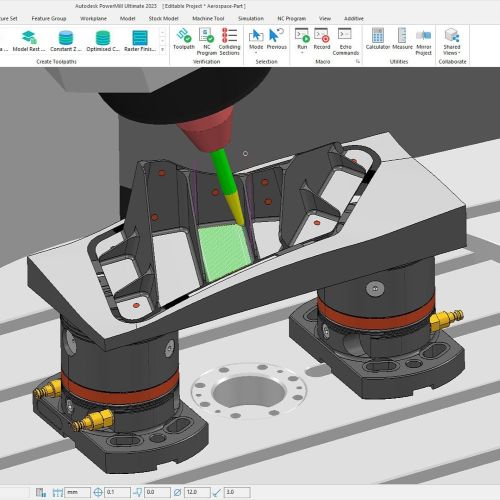 Autodesk PowerMill Ultimate 2023 [ Editable Project * Aerospace-Part ]
Feature Set Feature Group Workplane Model Stock Model Machine Tool Simulation NC Program View Additive
Model Rest ... Constant Z ... Optimised C... Raster Finis...
Toolpath NC Program Colliding Sections Mode Previous Run Record Echo Commands Calculator Measure Mirror Project Shared Views
Create Toolpaths Verification Selection Macro Utilities Collaborate
mm 0.1 0.0 12.0 3.0